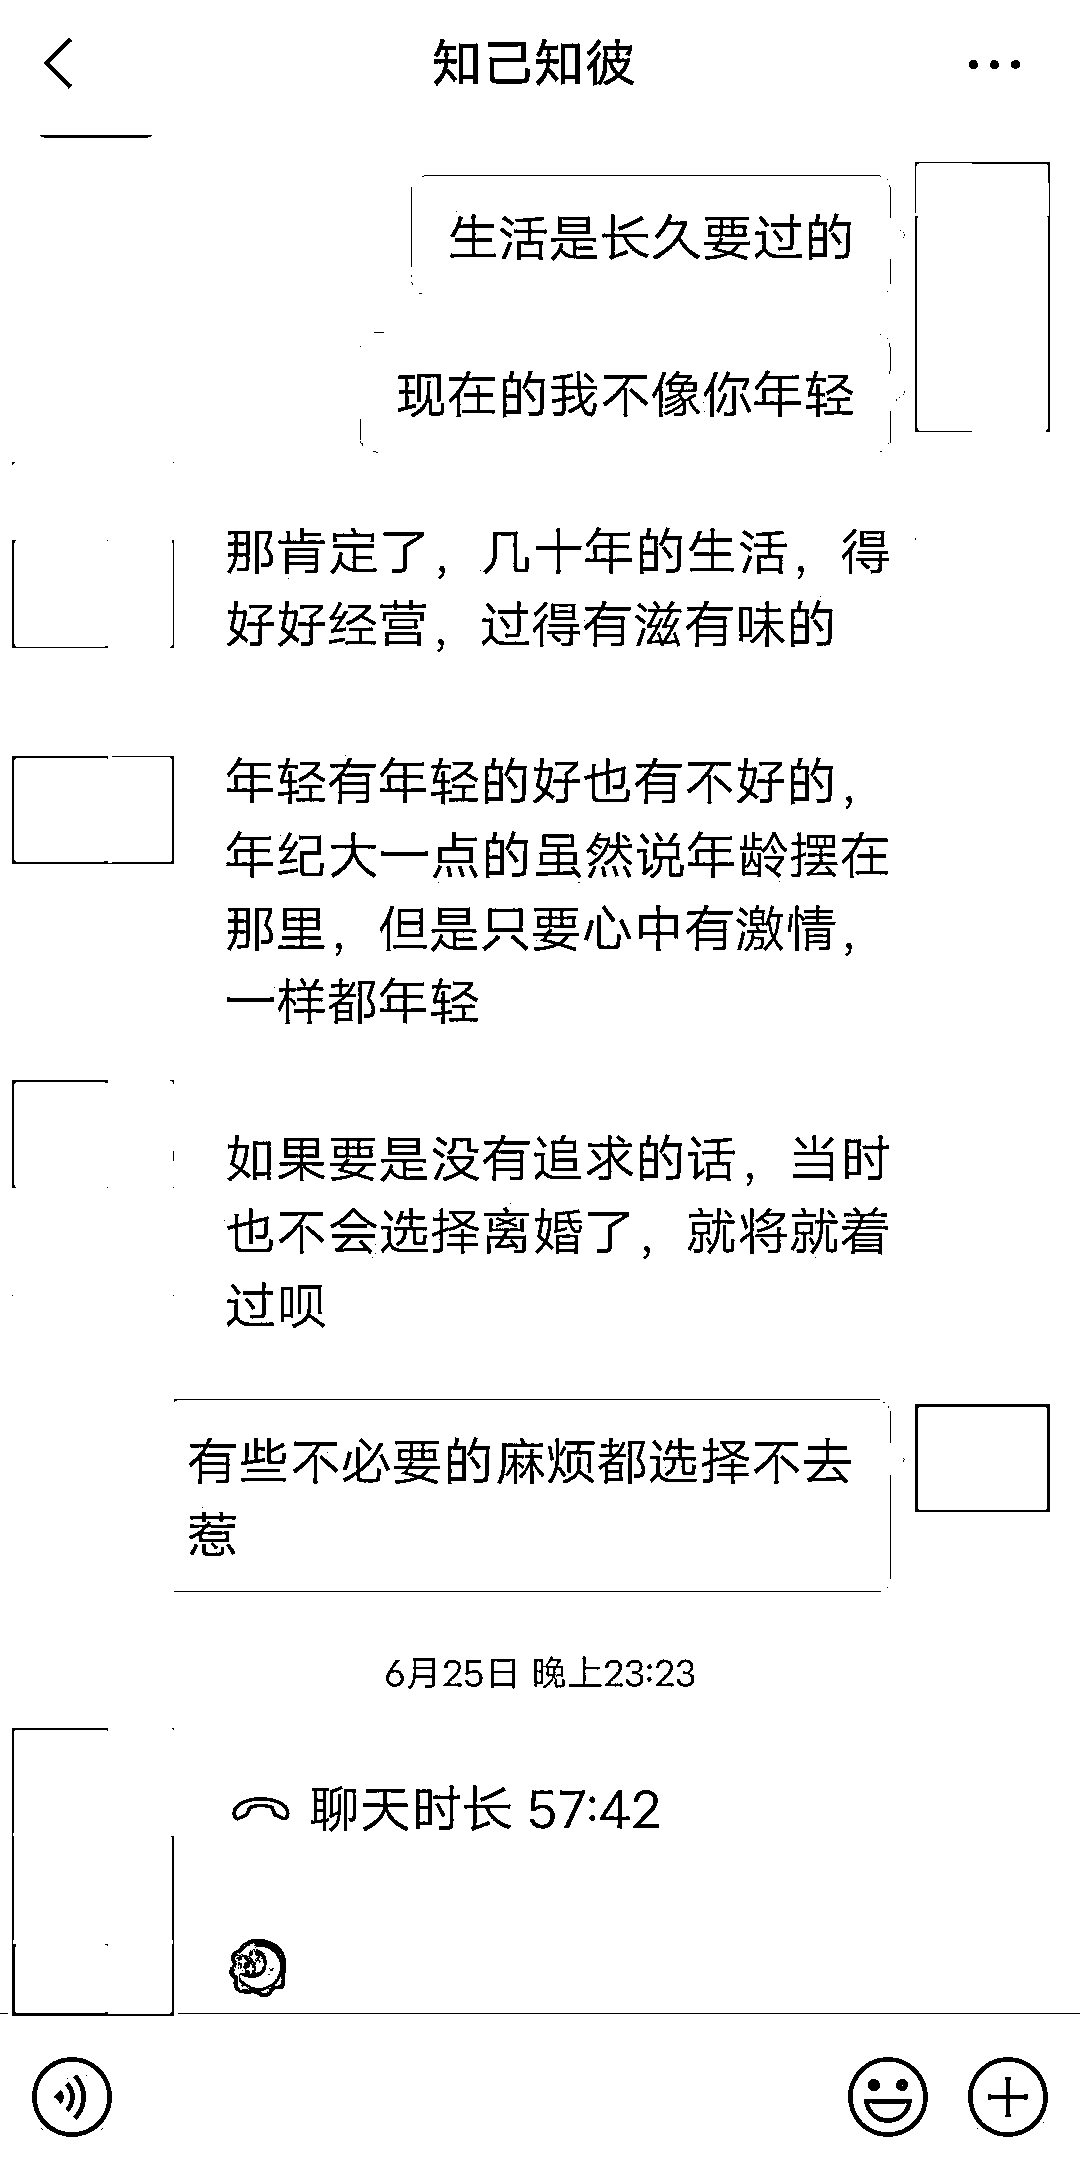 知己知彼
生活是长久要过的
现在的我不像你年轻
那肯定了，几十年的生活，得
好好经营，过得有滋有味的
年轻有年轻的好也有不好的，
年纪大一点的虽然说年龄摆在
那里，但是只要心中有激情，
一样都年轻
如果要是没有追求的话，当时
也不会选择离婚了，就将就着
过呗
有些不必要的麻烦都选择不去
惹
6月25日 晚上23:23
聊天时长 57:42